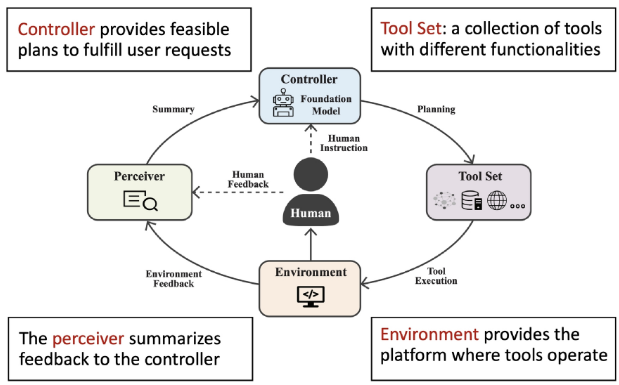 Controller provides feasible
plans to fulfill user requests
Tool Set: a collection of tools
with different functionalities
Controller
Foundation
Model
Summary
Planning
Human
Instruction
Perceiver
Human
Feedback
Tool Set
...
Human
Environment
Feedback
Environment
</>
Tool
Execution
The perceiver summarizes
feedback to the controller
Environment provides the
platform where tools operate